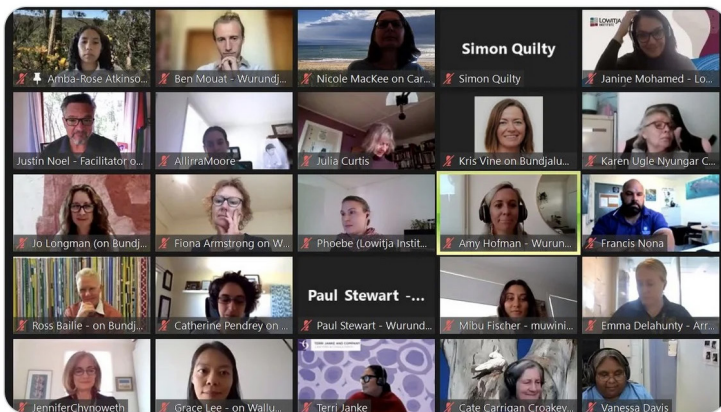 Amba-Rose Atkinso...
Ben Mouat - Wurundj...
Nicole MacKee on Car...
Simon Quilty
Simon Quilty
LOWITJA
Janine Mohamed - Lo...
Justin Noel - Facilitator o...
AllirraMoore
Julia Curtis
Kris Vine on Bundjalu...
Karen Ugle Nyungar C...
Jo Longman (on Bundj...
Fiona Armstrong on W...
Phoebe (Lowitja Instit...
Amy Hofman - Wurun...
Francis Nona
Ross Baille - on Bundj...
Catherine Pendrey on ...
Paul Stewart -...
Paul Stewart - Wurund...
Mibu Fischer - muwini...
Emma Delahunty - Arr...
JenniferChynoweth
Grace Lee - on Wallu...
TERRI JANKE AND COMPANY
Terri Janke
Cate Carrigan Croakey...
Vanessa Davis